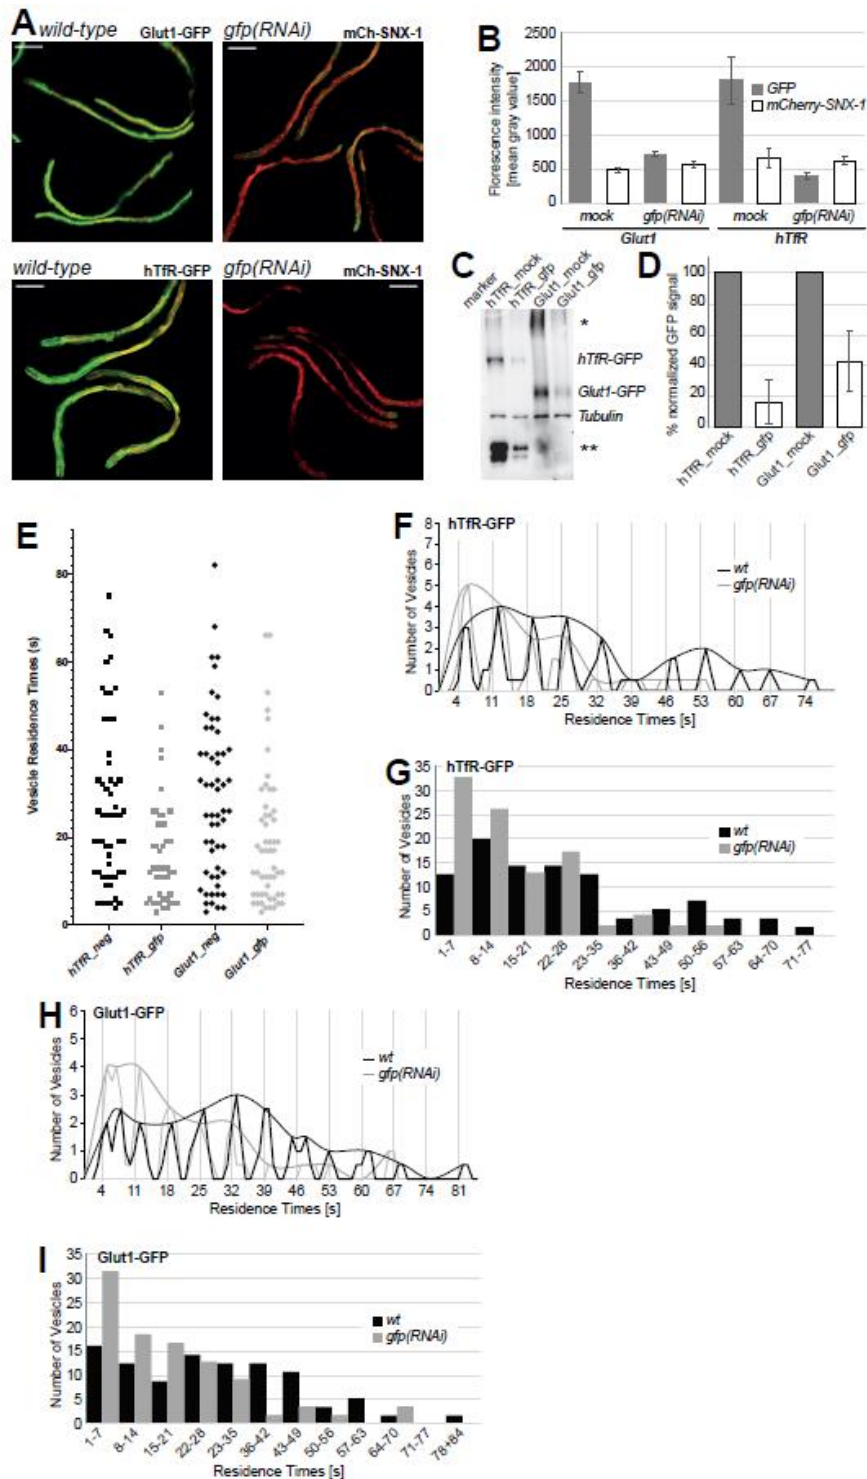 A
wild-type Glut1-GFP
gfp(RNAi) mCh-SNX-1
wild-type hTfR-GFP
gfp(RNAi) mCh-SNX-1
B
Florescence intensity
[mean gray value]
2500
2000
1500
1000
500
0
GFP
mCherry-SNX-1
mock gfp(RNAi) mock gfp(RNAi)
Glut1 hTfR
C
marker
hTfR_mock
hTfR_gfp
Glut1_mock
Glut1_gfp
*
hTfR-GFP
Glut1-GFP
Tubulin
**
D
% normalized GFP signal
100
80
60
40
20
0
hTfR_mock
hTfR_gfp
Glut1_mock
Glut1_gfp
E
Vesicle Residence Times (s)
80
60
40
20
0
hTfR_neg
hTfR_gfp
Glut1_neg
Glut1_gfp
F
hTfR-GFP
Number of Vesicles
8
7
6
5
4
3
2
1
0
wt
gfp(RNAi)
4 11 18 25 32 39 46 53 60 67 74
Residence Times [s]
G
hTfR-GFP
Number of Vesicles
35
30
25
20
15
10
5
0
wt
gfp(RNAi)
1-7 8-14 15-21 22-28 23-35 36-42 43-49 50-56 57-63 64-70 71-77
Residence Times [s]
H
Glut1-GFP
Number of Vesicles
6
5
4
3
2
1
0
wt
gfp(RNAi)
4 11 18 25 32 39 46 53 60 67 74 81
Residence Times [s]
I
Glut1-GFP
Number of Vesicles
35
30
25
20
15
10
5
0
wt
gfp(RNAi)
1-7 8-14 15-21 22-28 23-35 36-42 43-49 50-56 57-63 64-70 71-77 78+84
Residence Times [s]